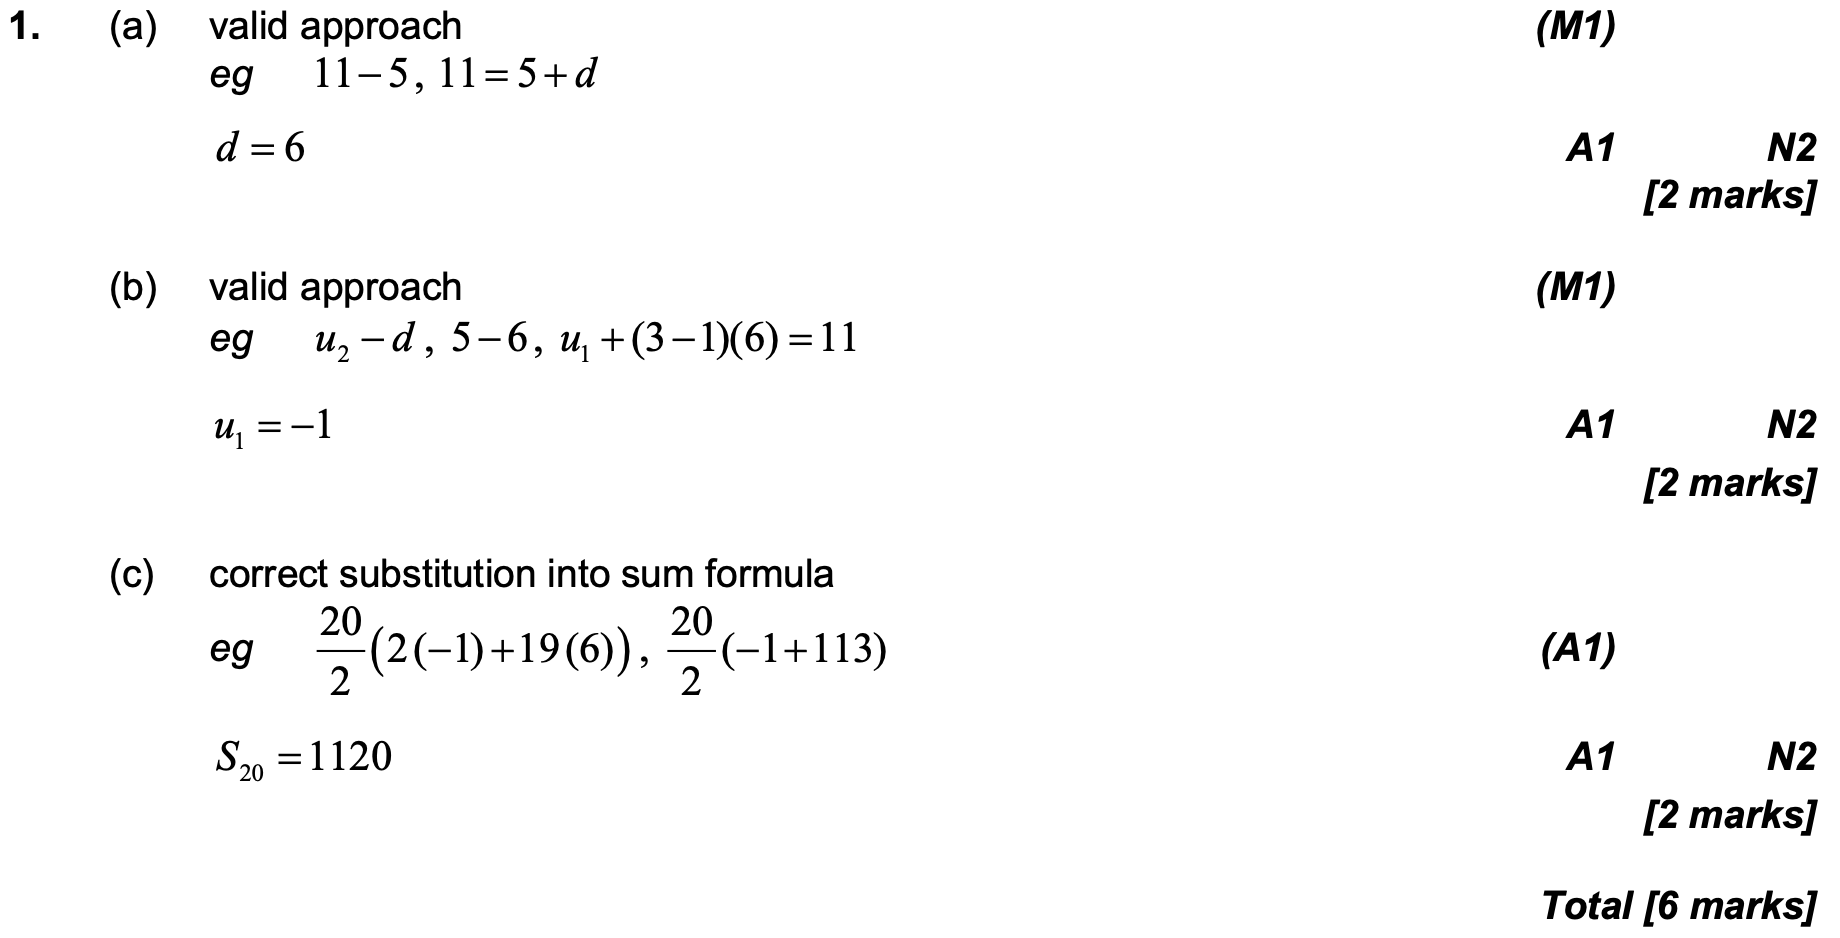 1. (a) valid approach (M1)
eg 11−5, 11=5+d
d=6 A1 N2
[2 marks]
(b) valid approach (M1)
eg u₂−d, 5−6, u₁+(3−1)(6)=11
u₁=−1 A1 N2
[2 marks]
(c) correct substitution into sum formula
eg 20/2(2(−1)+19(6)), 20/2(−1+113) (A1)
S₂₀=1120 A1 N2
[2 marks]
Total [6 marks]